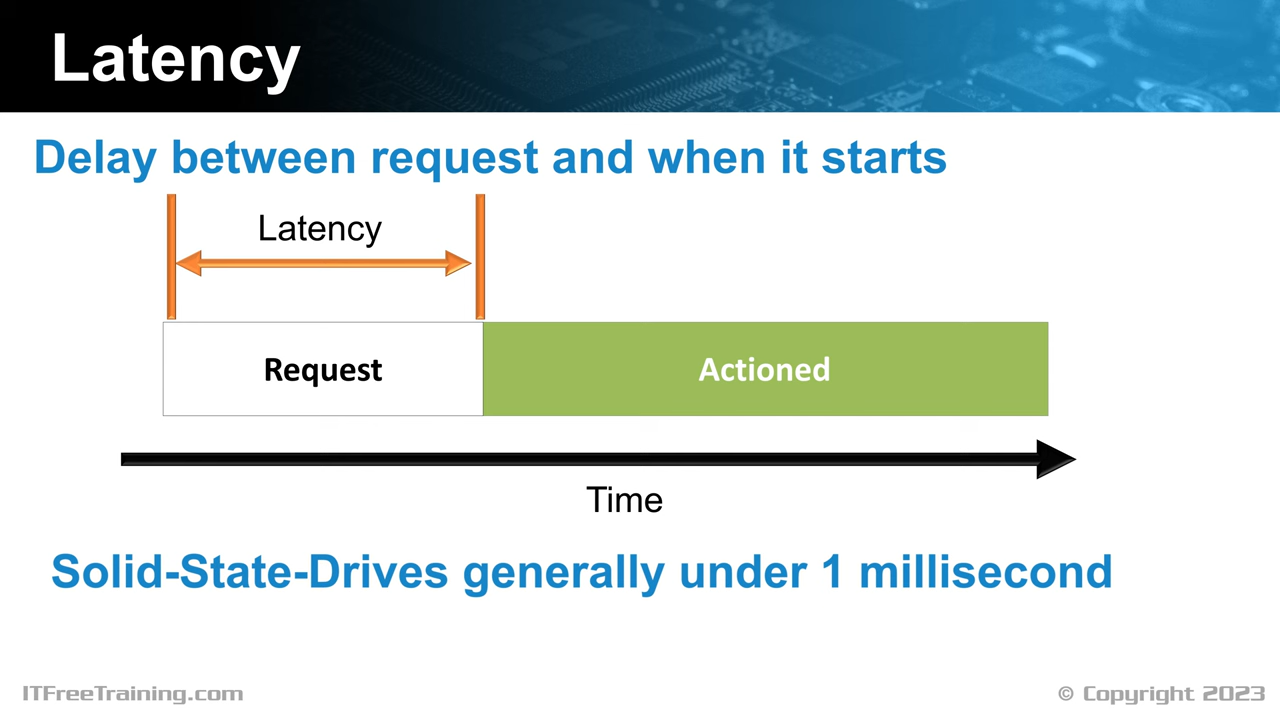 Latency
Delay between request and when it starts
Latency
Request
Actioned
Time
Solid-State-Drives generally under 1 millisecond
ITFreeTraining.com
© Copyright 2023